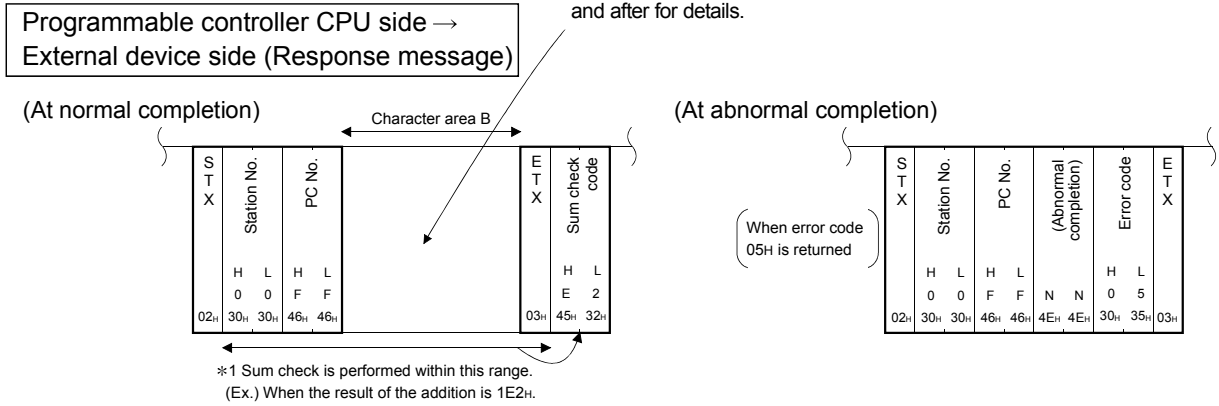 and after for details.
Programmable controller CPU side →
External device side (Response message)
(At normal completion)
Character area B
STX
Station No.
PC No.
ETX
Sum check code
H L H L H L
0 0 F F E 2
02H 30H 30H 46H 46H 03H 45H 32H
*1 Sum check is performed within this range.
(Ex.) When the result of the addition is 1E2H.
(At abnormal completion)
When error code
05H is returned
STX
Station No.
PC No.
(Abnormal
completion)
Error code
ETX
H L H L H L
0 0 F F N N 0 5
02H 30H 30H 46H 46H 4EH 4EH 30H 35H 03H